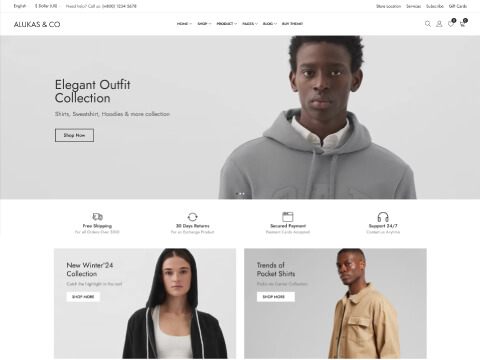 English $ Dollar (US) Need help? Call us: (+800) 1234 5678 Store Location Services Subscribe Gift Cards
ALUKAS & CO HOME SHOP PRODUCT PAGES BLOG BUY THEME!
Elegant Outfit
Collection
Shirts, Sweatshirt, Hoodies & more collection
Shop Now
Free Shipping 30 Days Returns Secured Payment Support 24/7
For all Orders Over $100 For an Exchange Product Payment Cards Accepted Contact us Anytime
New Winter'24
Collection
Catch the highlight in the roof
SHOP MORE
Trends of
Pocket Shirts
SHOP MORE